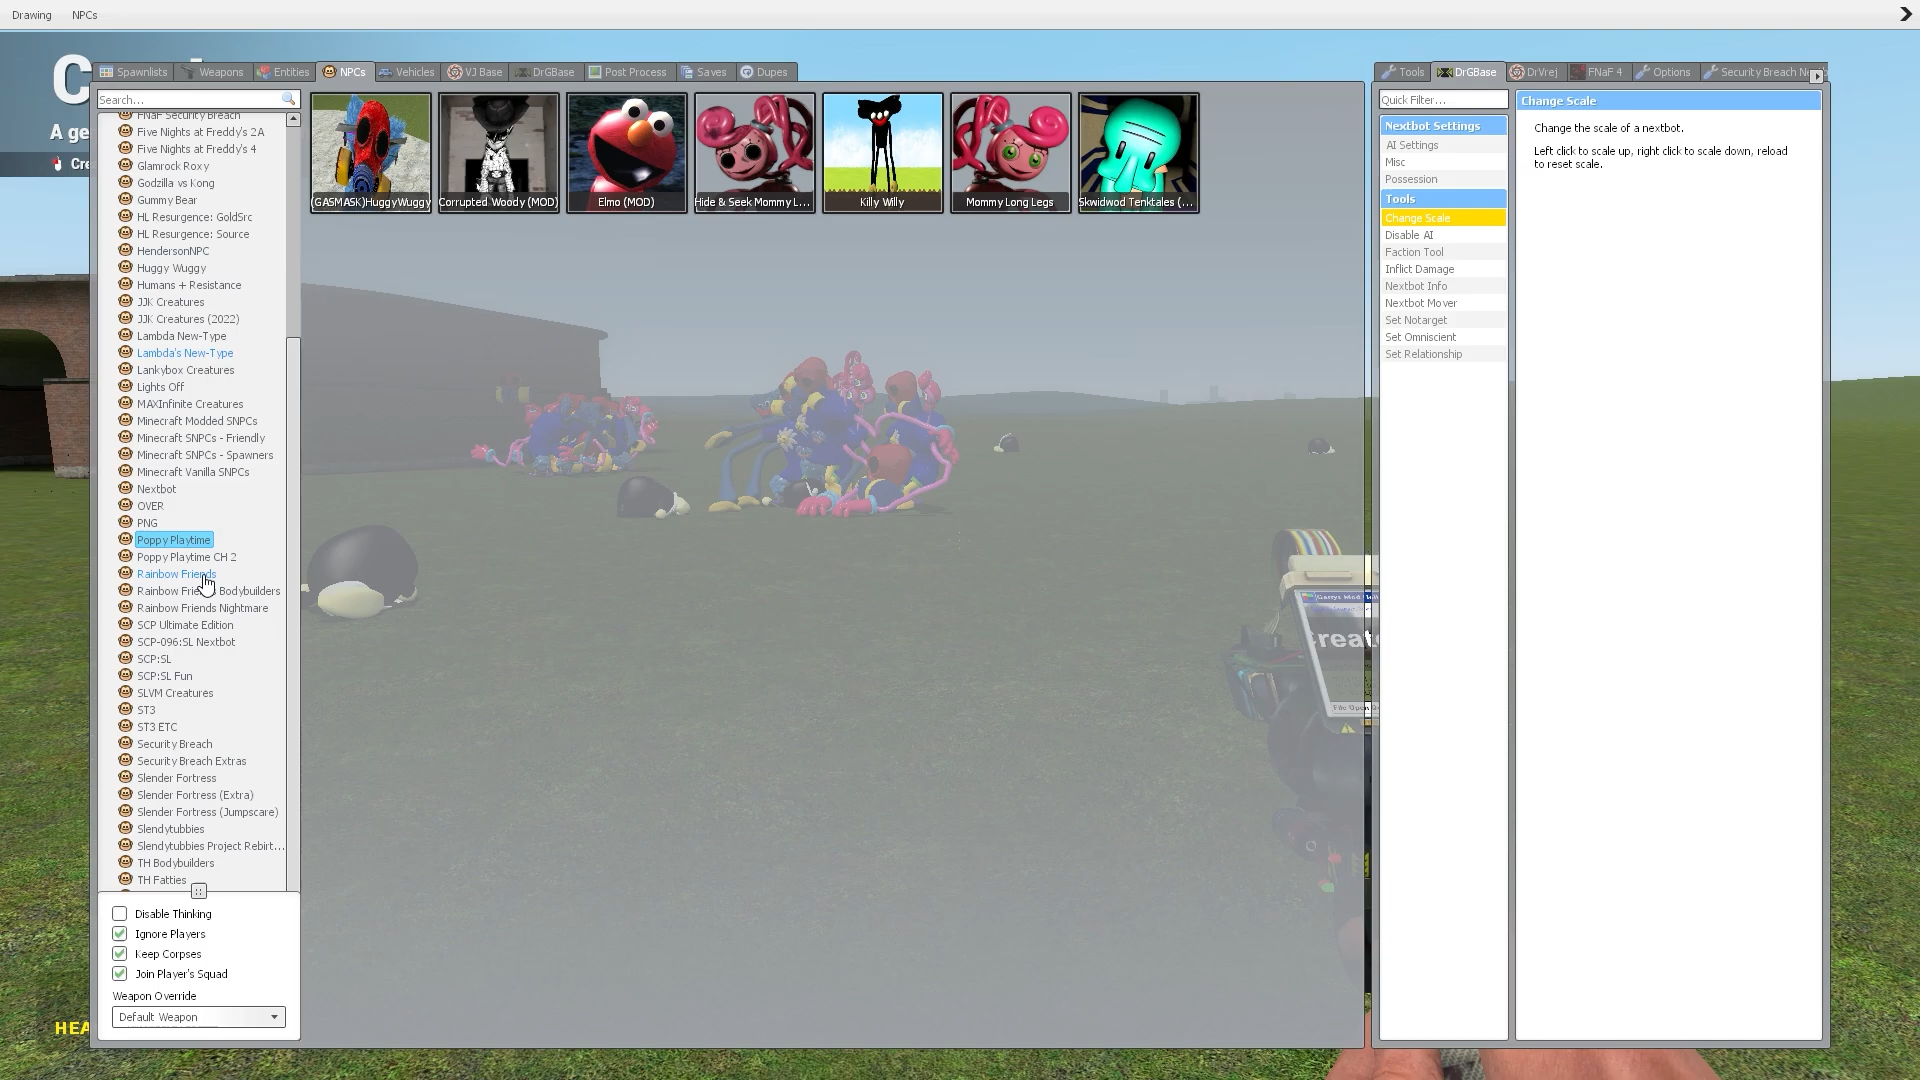 Drawing NPCs
C
A ge
Cre
Spawnlists Weapons Entities NPCs Vehicles VJ Base DrGBase Post Process Saves Dupes
Search...
FNaF Security Breach
Five Nights at Freddy's 2A
Five Nights at Freddy's 4
Glamrock Roxy
Godzilla vs Kong
Gummy Bear
HL Resurgence: GoldSrc
HL Resurgence: Source
HendersonNPC
Huggy Wuggy
Humans + Resistance
JJK Creatures
JJK Creatures (2022)
Lambda New-Type
Lambda's New-Type
Lankybox Creatures
Lights Off
MAXInfinite Creatures
Minecraft Modded SNPCs
Minecraft SNPCs - Friendly
Minecraft SNPCs - Spawners
Minecraft Vanilla SNPCs
Nextbot
OVER
PNG
Poppy Playtime
Poppy Playtime CH 2
Rainbow Friends
Rainbow Friends Bodybuilders
Rainbow Friends Nightmare
SCP Ultimate Edition
SCP-096:SL Nextbot
SCP:SL
SCP:SL Fun
SLVM Creatures
ST3
ST3 ETC
Security Breach
Security Breach Extras
Slender Fortress
Slender Fortress (Extra)
Slender Fortress (Jumpscare)
Slendytubbies
Slendytubbies Project Rebirt...
TH Bodybuilders
TH Fatties
Disable Thinking
Ignore Players
Keep Corpses
Join Player's Squad
Weapon Override
Default Weapon
HEA
(GASMASK)HuggyWuggy Corrupted Woody (MOD) Elmo (MOD) Hide & Seek Mommy L... Killy Willy Mommy Long Legs Skwidwod Tenktales (...
Create
Tools DrGBase DrVrej FNaF 4 Options Security Breach
Quick Filter...
Nextbot Settings
AI Settings
Misc
Possession
Tools
Change Scale
Disable AI
Faction Tool
Inflict Damage
Nextbot Info
Nextbot Mover
Set Notarget
Set Omniscient
Set Relationship
Change Scale
Change the scale of a nextbot.
Left click to scale up, right click to scale down, reload
to reset scale.